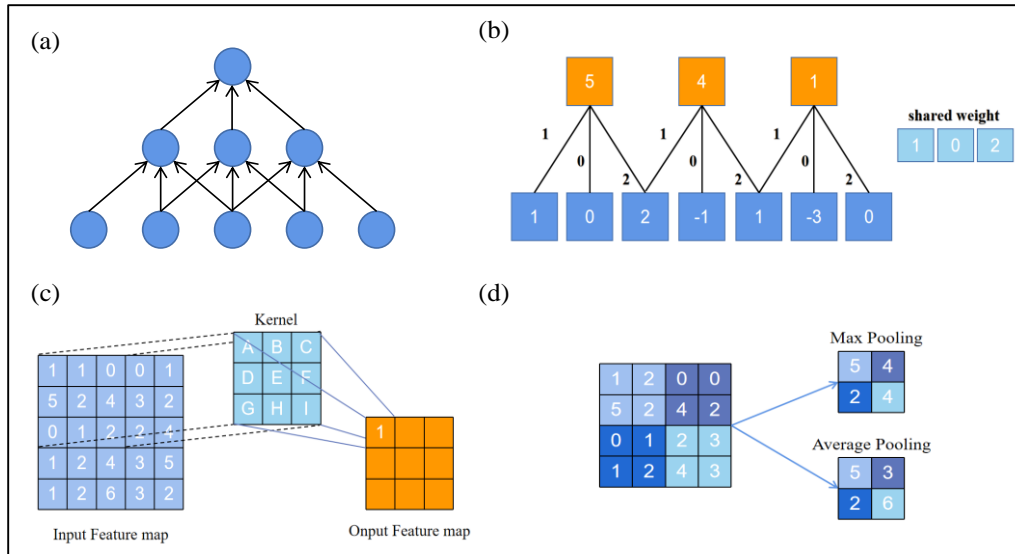 (a)
(b)
5 4 1
shared weight
1 0 2
1 0 2 1 0 2 1 0 2
1 0 2 -1 1 -3 0
(c)
Kernel
A B C
D E F
G H I
1 1 0 0 1
5 2 4 3 2
0 1 2 2 4
1 2 4 3 5
1 2 6 3 2
1
Input Feature map
Onput Feature map
(d)
1 2 0 0
5 2 4 2
0 1 2 3
1 2 4 3
Max Pooling
5 4
2 4
Average Pooling
5 3
2 6